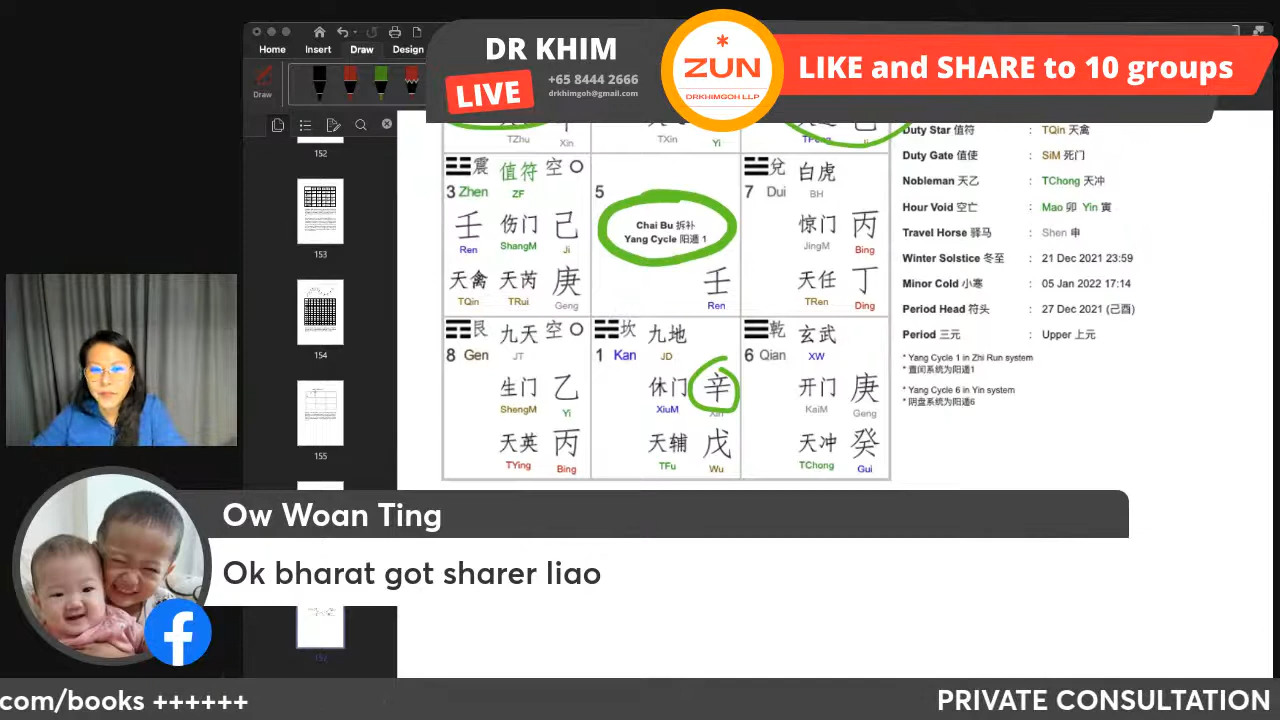 DR KHIM
LIVE
+65 8444 2666
drkhimgoh@gmail.com
*
ZUN
DRKHIMGOH LLP
LIKE and SHARE to 10 groups
Home Insert Draw Design
Draw
152
153
154
155
TZhu Xin
TXin Yi
震 值符 空
3 Zhen ZF
壬 伤门 己
Ren ShangM Ji
天禽 天芮 庚
TQin TRui Geng
5
Chai Bu 拆补
Yang Cycle 阳遁 1
壬
Ren
兌 白虎
7 Dui BH
惊门 丙
JingM Bing
天任 丁
TRen Ding
艮 九天 空
8 Gen JT
生门 乙
ShengM Yi
天英 丙
TYing Bing
坎 九地
1 Kan JD
休门 辛
XiuM Xin
天辅 戊
TFu Wu
乾 玄武
6 Qian XW
开门 庚
KaiM Geng
天冲 癸
TChong Gui
Duty Star 值符 : TQin 天禽
Duty Gate 值使 : SiM 死门
Nobleman 天乙 : TChong 天冲
Hour Void 空亡 : Mao 卯 Yin 寅
Travel Horse 驿马 : Shen 申
Winter Solstice 冬至 : 21 Dec 2021 23:59
Minor Cold 小寒 : 05 Jan 2022 17:14
Period Head 符头 : 27 Dec 2021 (己酉)
Period 三元 : Upper 上元
* Yang Cycle 1 in Zhi Run system
* 置闰系统为阳遁1
* Yang Cycle 6 in Yin system
* 阴盘系统为阳遁6
Ow Woan Ting
Ok bharat got sharer liao
com/books ++++++
PRIVATE CONSULTATION